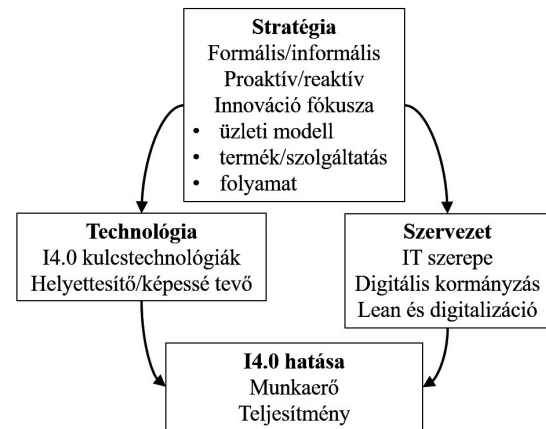 Stratégia
Formális/informális
Proaktív/reaktív
Innováció fókusza
• üzleti modell
• termék/szolgáltatás
• folyamat
Technológia
I4.0 kulcstechnológiák
Helyettesítő/képessé tevő
Szervezet
IT szerepe
Digitális kormányzás
Lean és digitalizáció
I4.0 hatása
Munkaerő
Teljesítmény